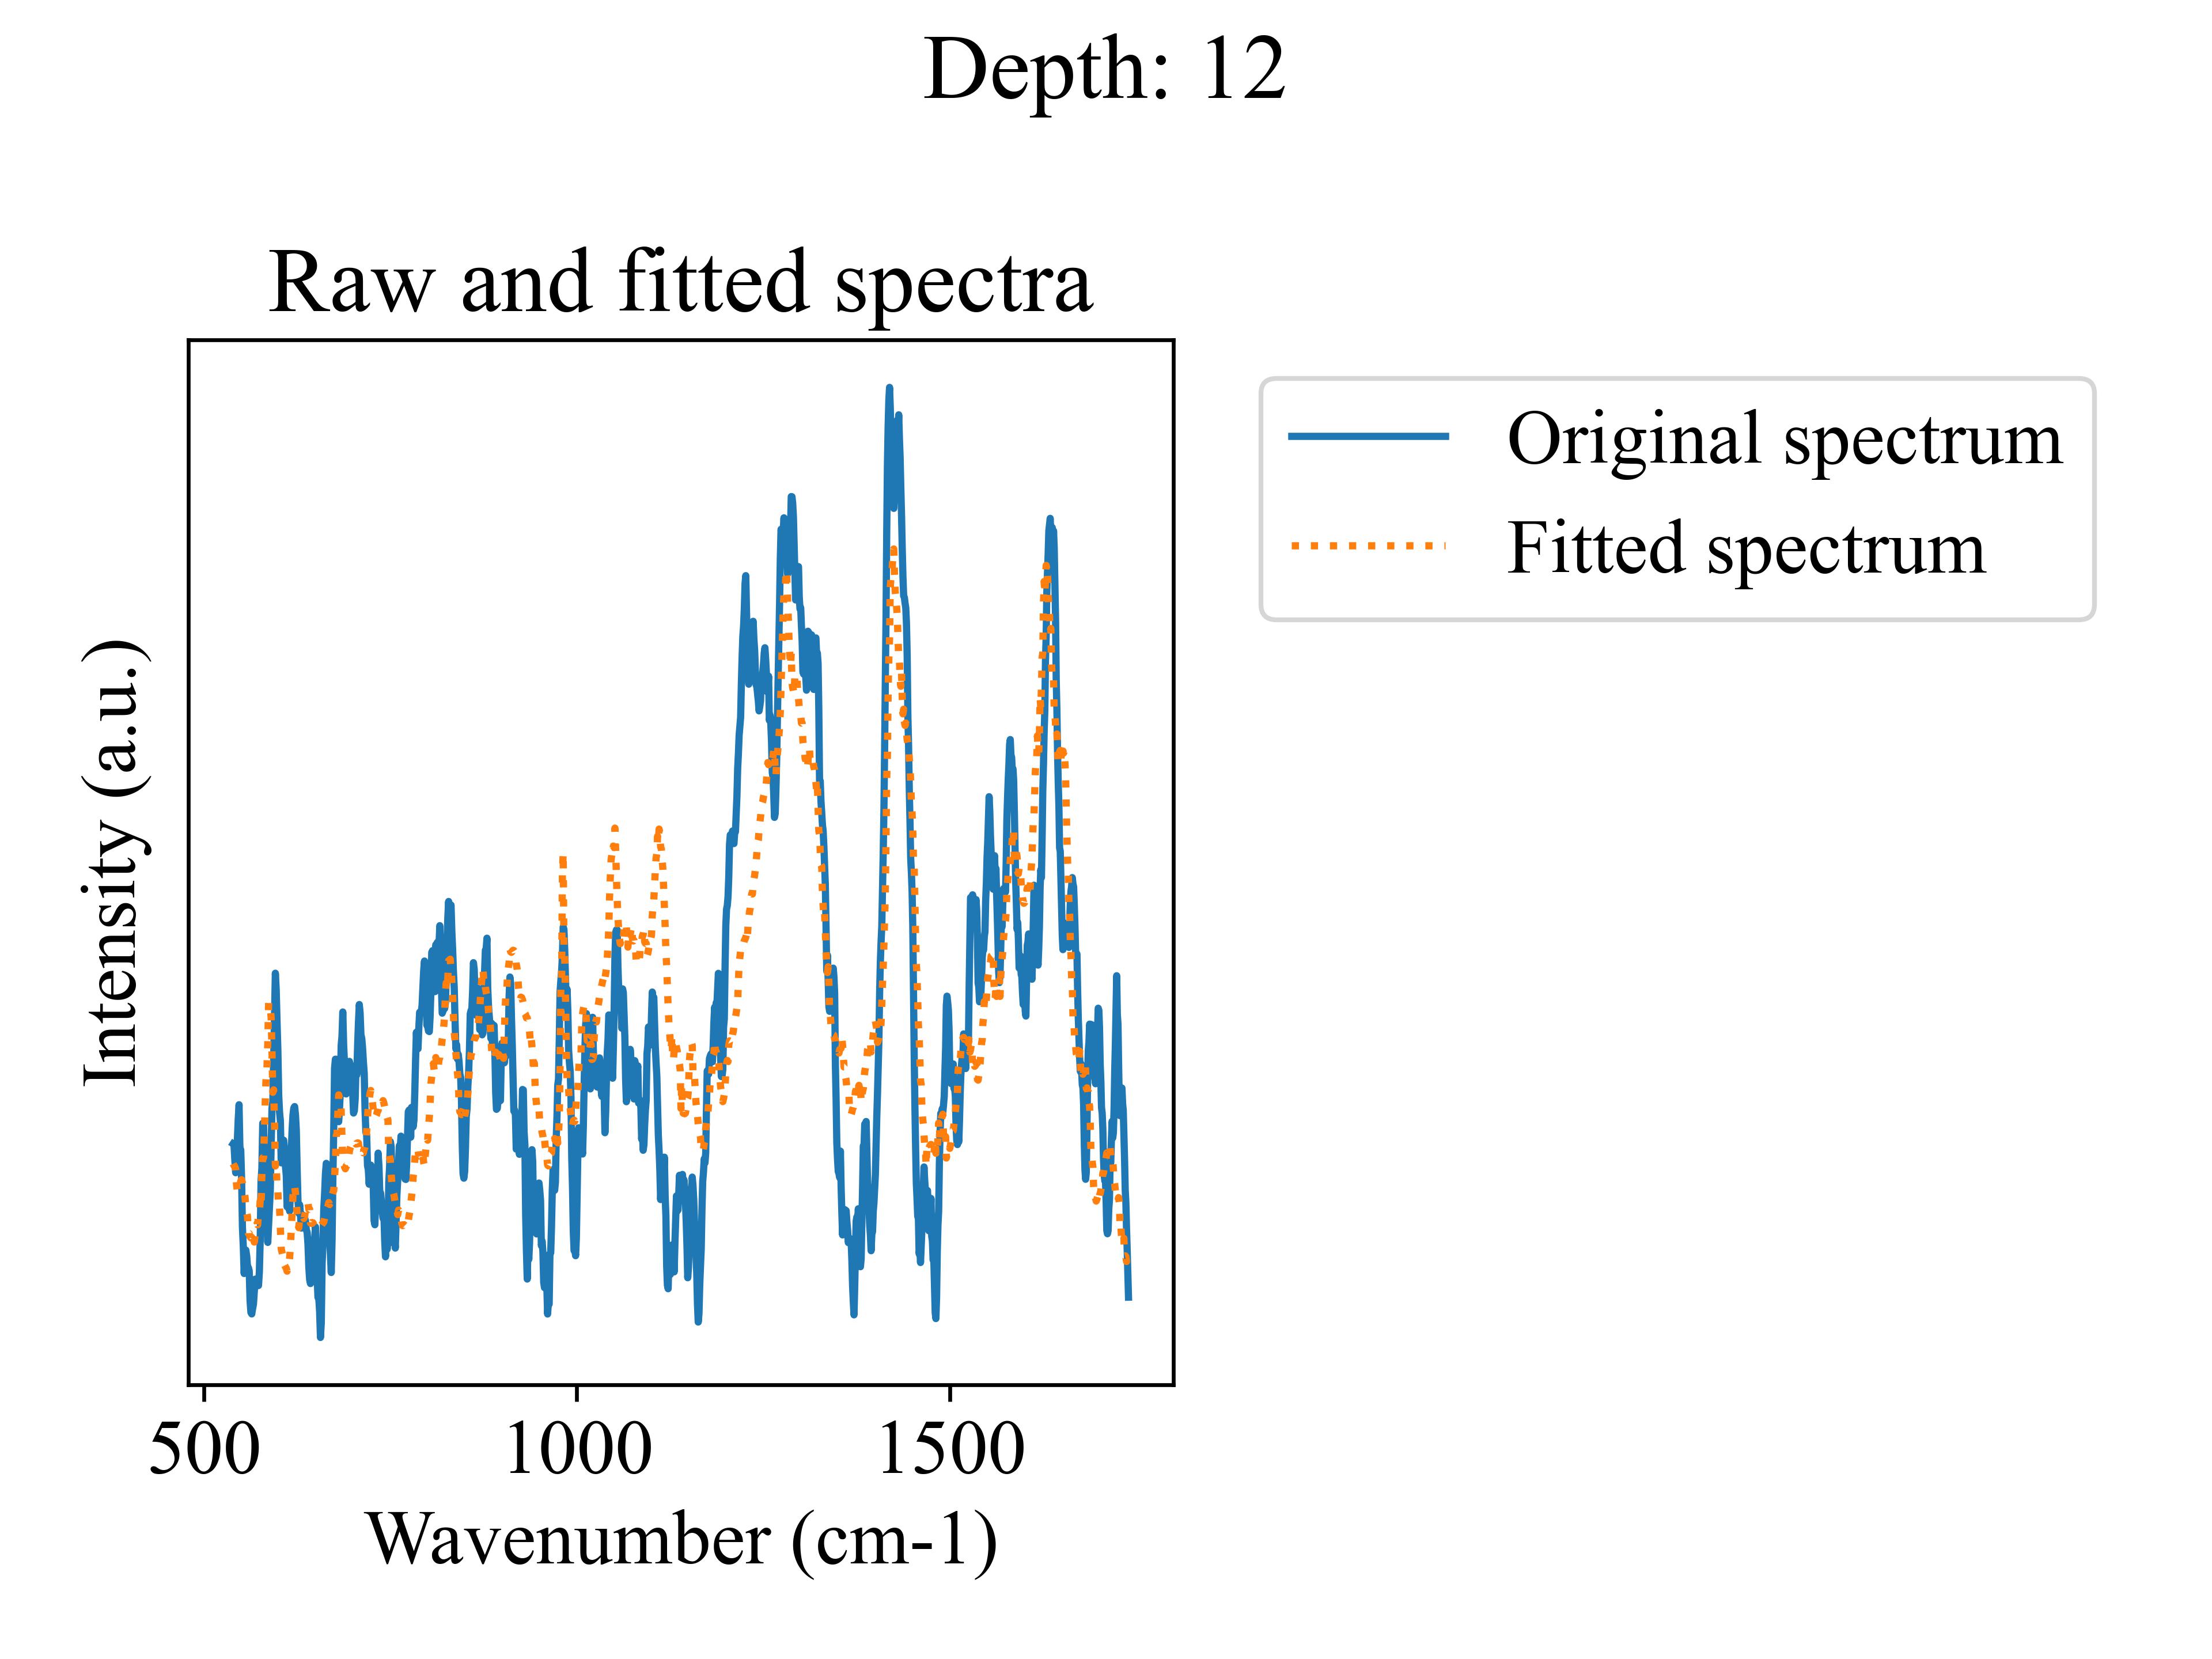 Depth: 12
Raw and fitted spectra
Original spectrum
Fitted spectrum
Intensity (a.u.)
500 1000 1500
Wavenumber (cm-1)